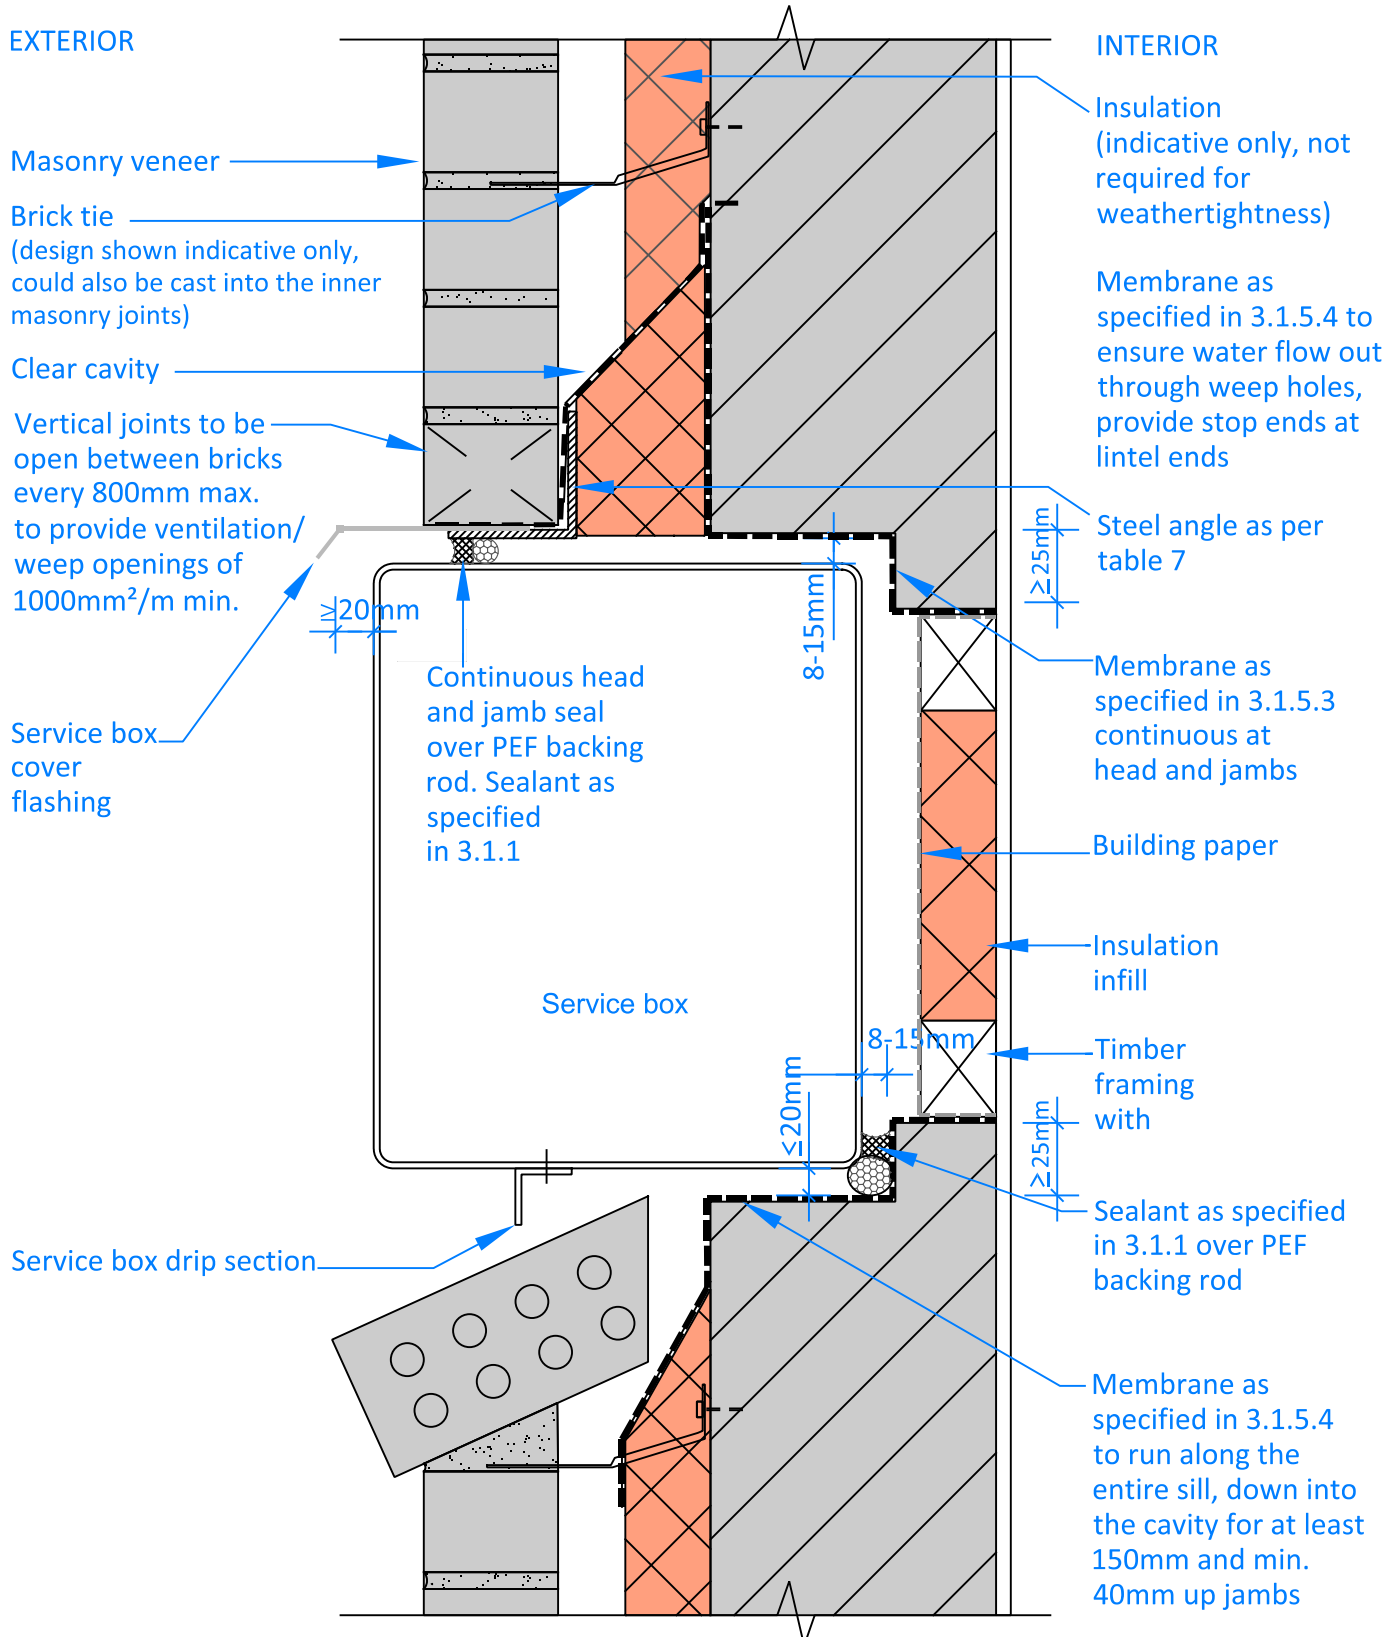 EXTERIOR
Masonry veneer
Brick tie
(design shown indicative only,
could also be cast into the inner
masonry joints)
Clear cavity
Vertical joints to be
open between bricks
every 800mm max.
to provide ventilation/
weep openings of
1000mm²/m min.
≥20mm
Service box
cover
flashing
Continuous head
and jamb seal
over PEF backing
rod. Sealant as
specified
in 3.1.1
8-15mm
Service box
8-15mm
≤20mm
Service box drip section
INTERIOR
Insulation
(indicative only, not
required for
weathertightness)
Membrane as
specified in 3.1.5.4 to
ensure water flow out
through weep holes,
provide stop ends at
lintel ends
Steel angle as per
table 7
≥25mm
Membrane as
specified in 3.1.5.3
continuous at
head and jambs
Building paper
Insulation
infill
Timber
framing
with
≥25mm
Sealant as specified
in 3.1.1 over PEF
backing rod
Membrane as
specified in 3.1.5.4
to run along the
entire sill, down into
the cavity for at least
150mm and min.
40mm up jambs